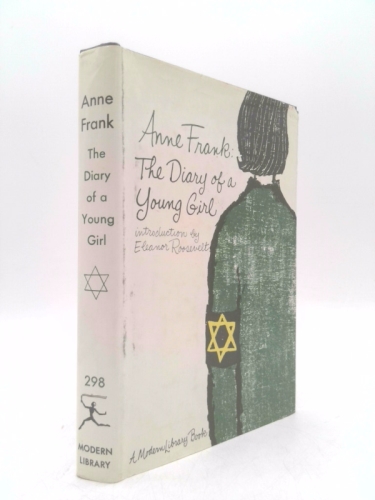 Anne
Frank
The
Diary
of a
Young
Girl
298
MODERN
LIBRARY
Anne Frank:
The Diary of a
Young Girl
introduction by
Eleanor Roosevelt
A Modern Library Book